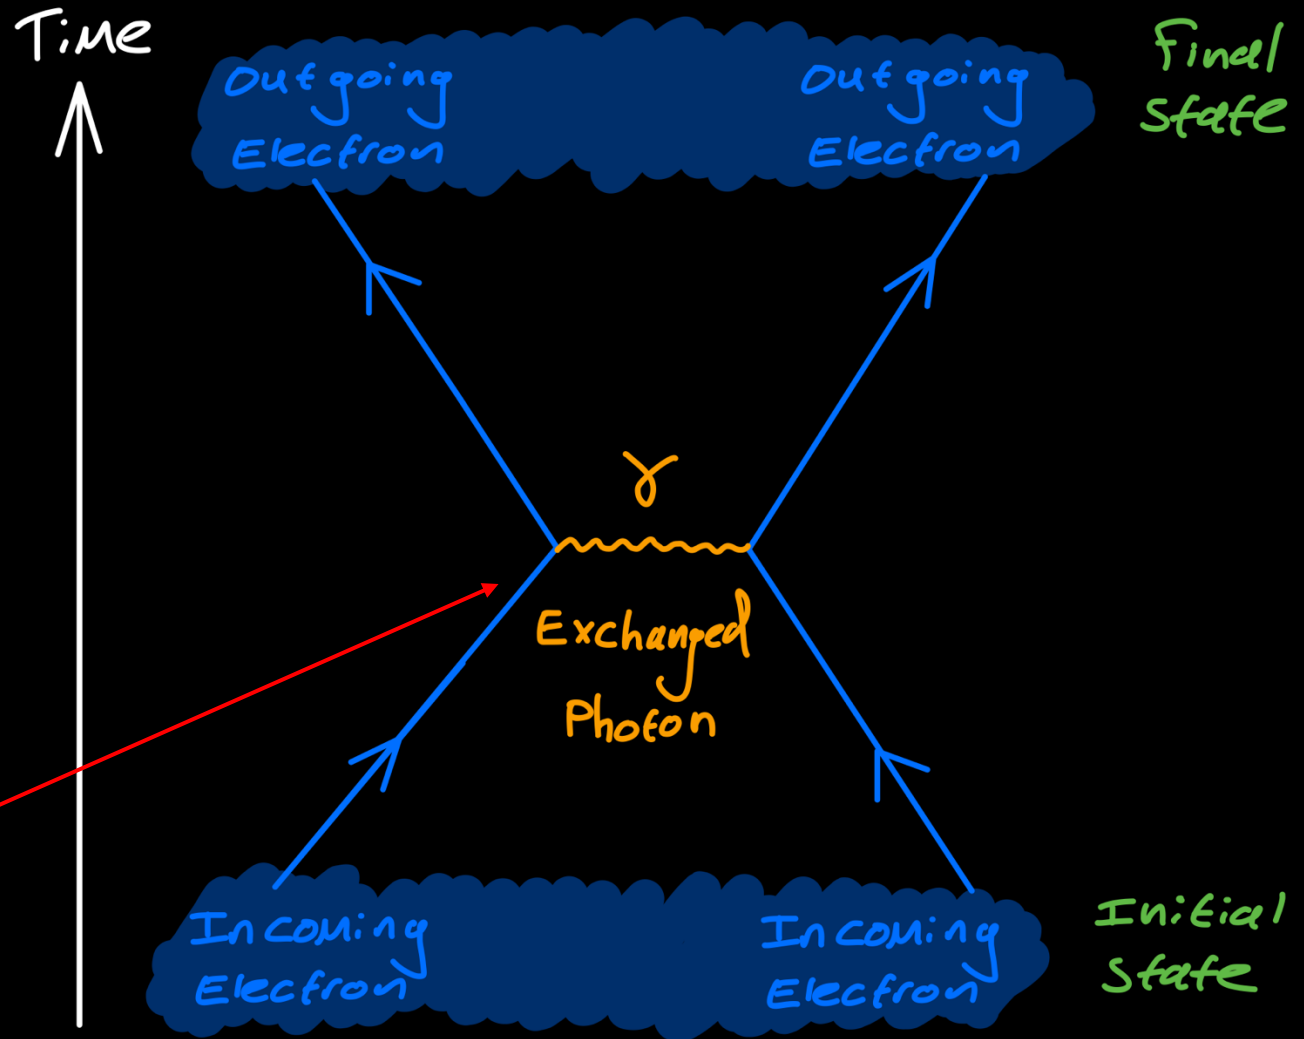 Time
Final
State
Outgoing
Electron
Outgoing
Electron
γ
Exchanged
Photon
Incoming
Electron
Incoming
Electron
Initial
State